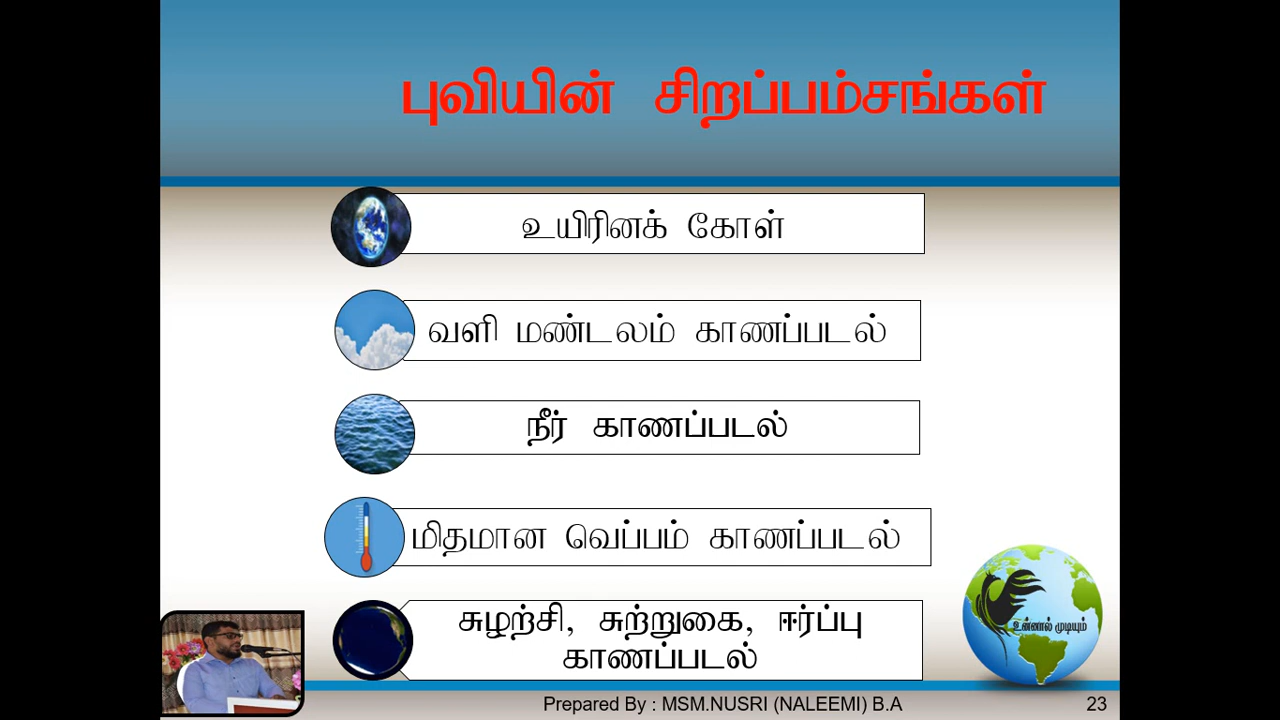 புவியின் சிறப்பம்சங்கள்
உயிரினக் கோள்
வளி மண்டலம் காணப்படல்
நீர் காணப்படல்
மிதமான வெப்பம் காணப்படல்
சுழற்சி, சுற்றுகை, ஈர்ப்பு
காணப்படல்
உன்னால் முடியும்
Prepared By : MSM.NUSRI (NALEEMI) B.A
23